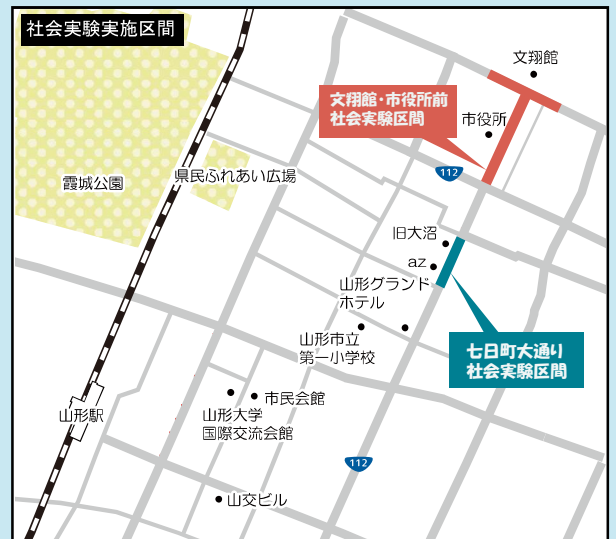 社会実験実施区間
文翔館
文翔館・市役所前
社会実験区間
市役所
112
県民ふれあい広場
霞城公園
旧大沼
az
山形グランド
ホテル
山形市立
第一小学校
七日町大通り
社会実験区間
市民会館
山形駅
山形大学
国際交流会館
112
山交ビル